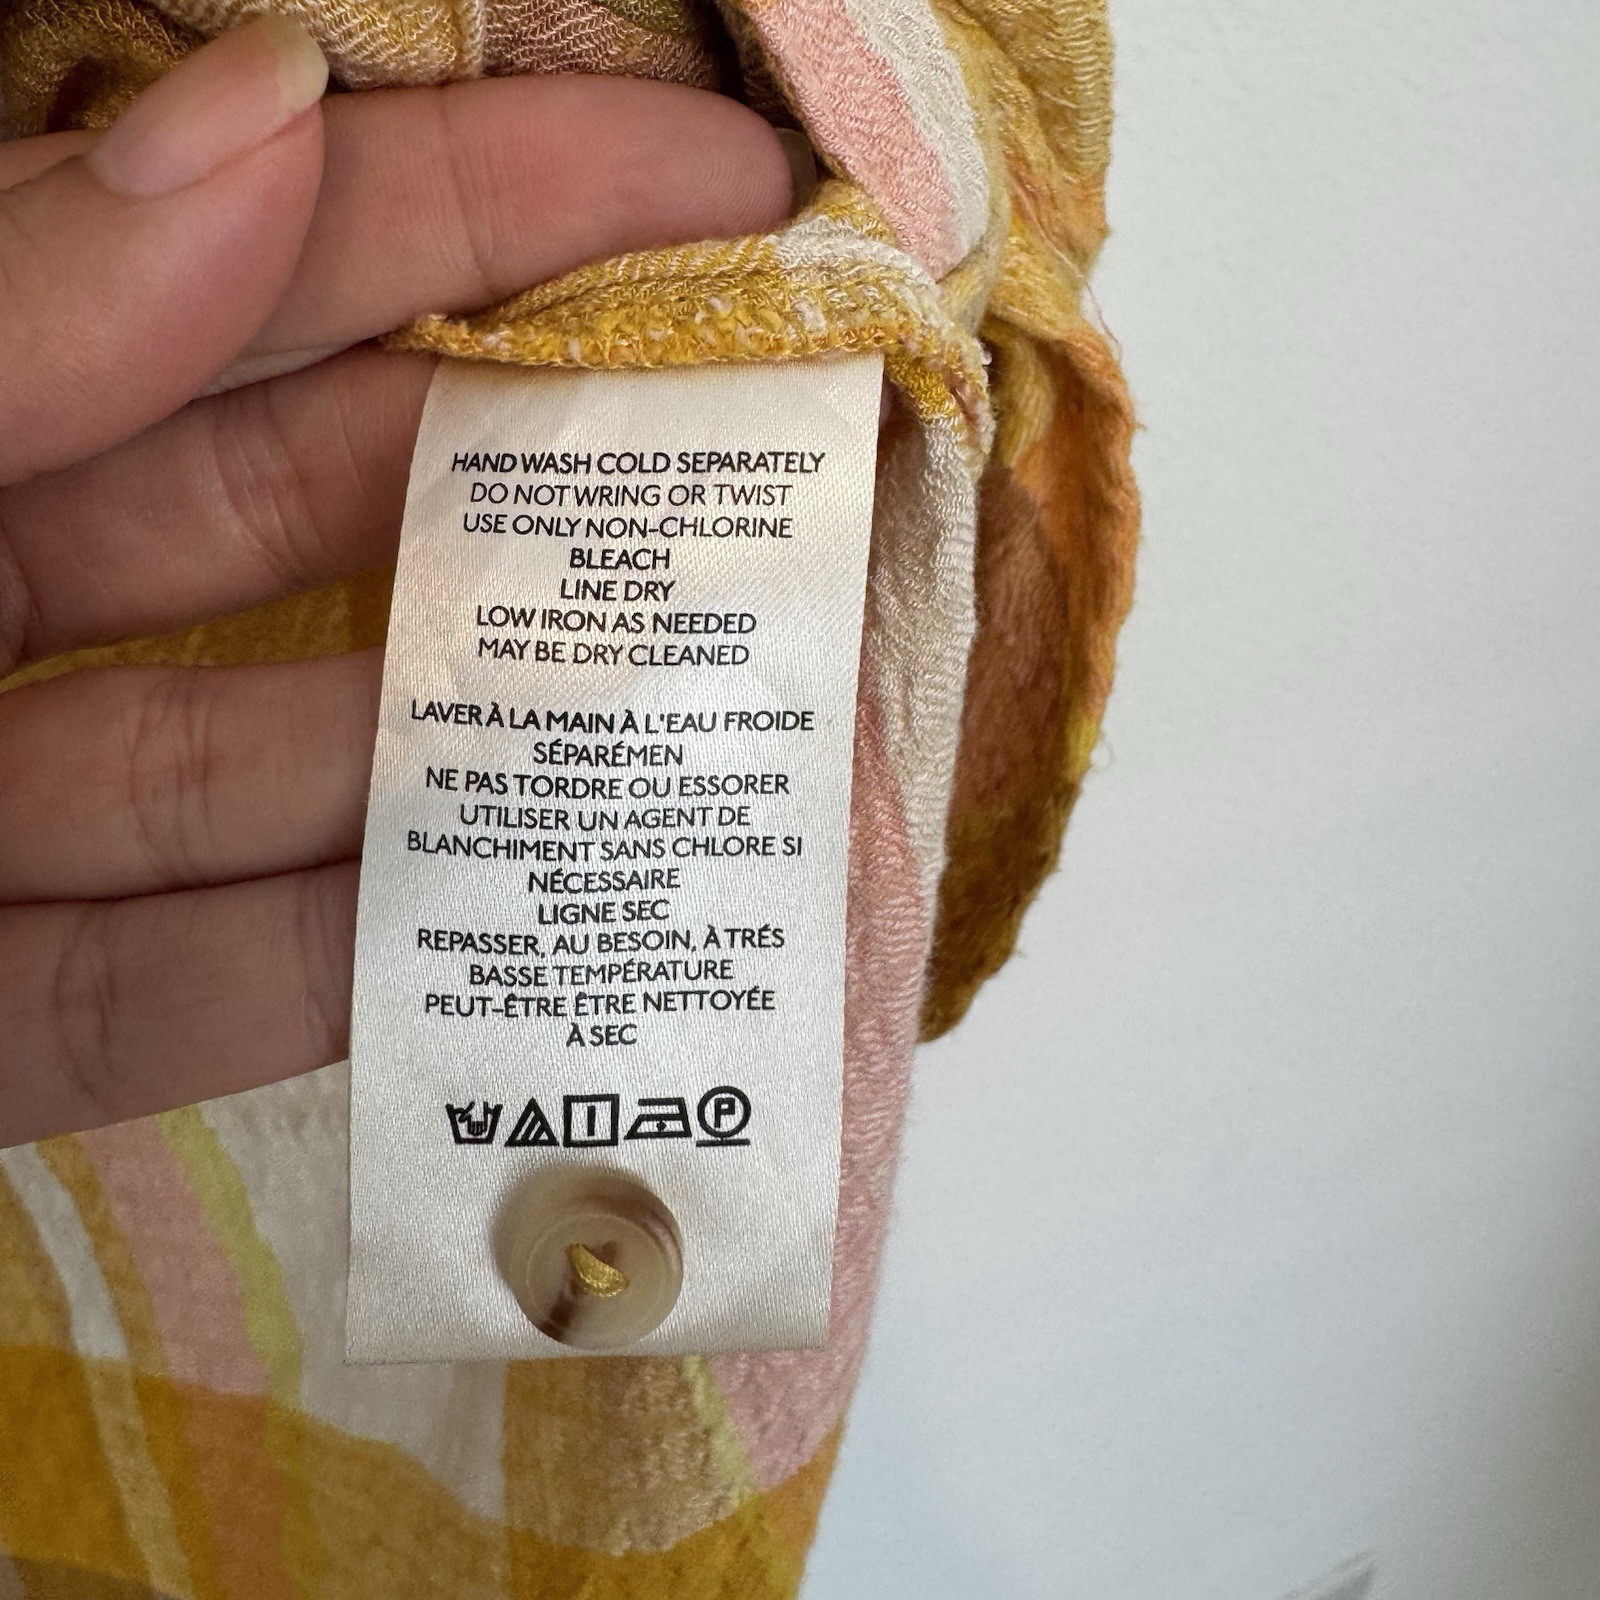 HAND WASH COLD SEPARATELY
DO NOT WRING OR TWIST
USE ONLY NON-CHLORINE
BLEACH
LINE DRY
LOW IRON AS NEEDED
MAY BE DRY CLEANED
LAVER À LA MAIN À L'EAU FROIDE
SÉPARÉMEN
NE PAS TORDRE OU ESSORER
UTILISER UN AGENT DE
BLANCHIMENT SANS CHLORE SI
NÉCESSAIRE
LIGNE SEC
REPASSER, AU BESOIN, À TRÉS
BASSE TEMPÉRATURE
PEUT-ÊTRE ÊTRE NETTOYÉE
À SEC
P